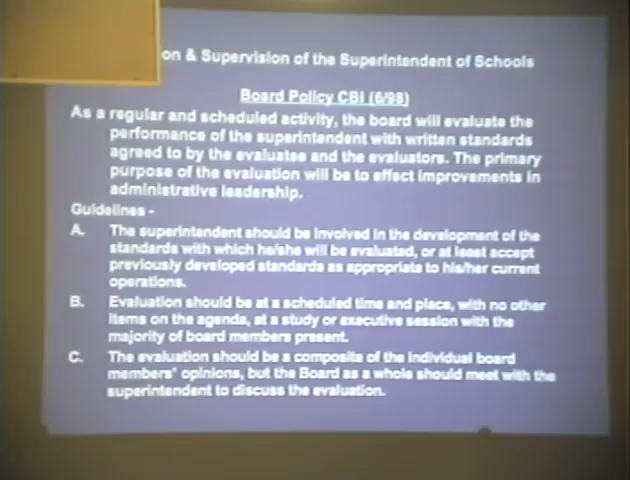 on & Supervision of the Superintendent of Schools
Board Policy CBI (6/98)
As a regular and scheduled activity, the board will evaluate the
performance of the superintendent with written standards
agreed to by the evaluatee and the evaluators. The primary
purpose of the evaluation will be to effect improvements in
administrative leadership.
Guidelines -
A. The superintendent should be involved in the development of the
standards with which he/she will be evaluated, or at least accept
previously developed standards as appropriate to his/her current
operations.
B. Evaluation should be at a scheduled time and place, with no other
items on the agenda, at a study or executive session with the
majority of board members present.
C. The evaluation should be a composite of the individual board
members' opinions, but the Board as a whole should meet with the
superintendent to discuss the evaluation.